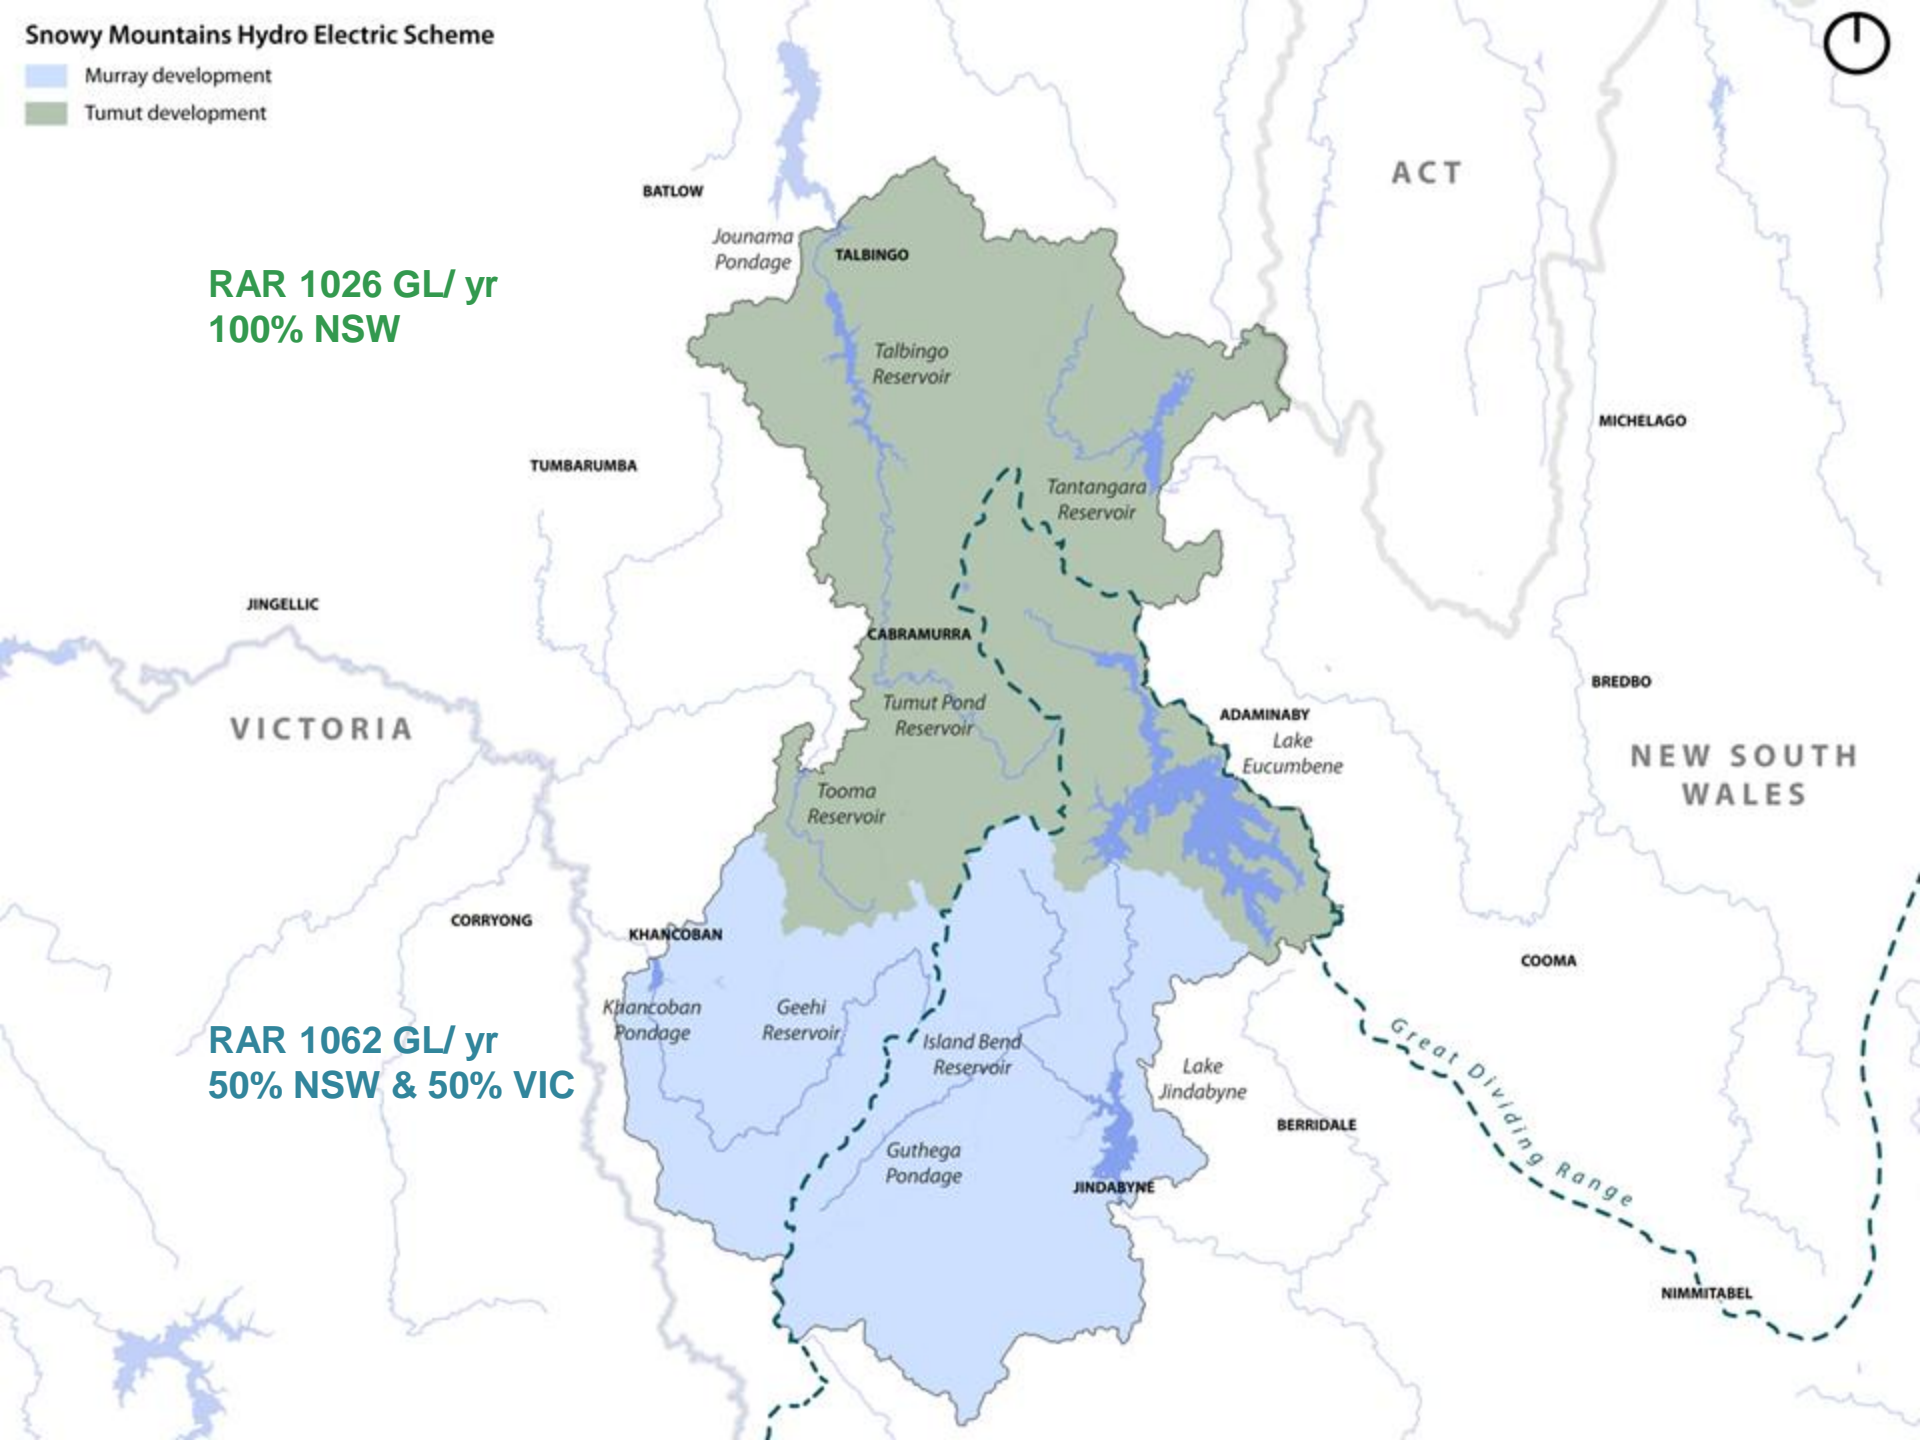 Snowy Mountains Hydro Electric Scheme
Murray development
Tumut development
ACT
BATLOW
Jounama
Pondage
TALBINGO
RAR 1026 GL/ yr
100% NSW
Talbingo
Reservoir
MICHELAGO
TUMBARUMBA
Tantangara
Reservoir
JINGELLIC
CABRAMURRA
BREDBO
VICTORIA
Tumut Pond
Reservoir
ADAMINABY
Lake
Eucumbene
NEW SOUTH
WALES
Tooma
Reservoir
CORRYONG
KHANCOBAN
COOMA
Khancoban
Pondage
Geehi
Reservoir
RAR 1062 GL/ yr
50% NSW & 50% VIC
Island Bend
Reservoir
Lake
Jindabyne
Great Dividing Range
BERRIDALE
Guthega
Pondage
JINDABYNE
NIMMITABEL